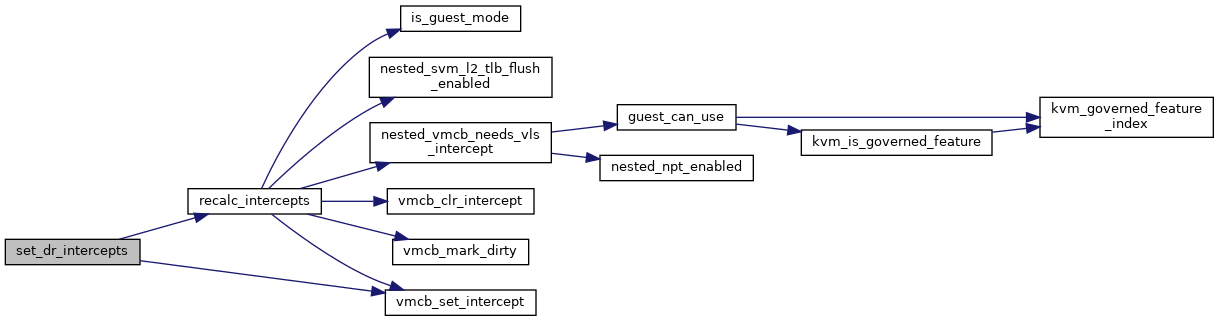 is_guest_mode
nested_svm_l2_tlb_flush
_enabled
kvm_governed_feature
_index
guest_can_use
nested_vmcb_needs_vls
_intercept
kvm_is_governed_feature
nested_npt_enabled
recalc_intercepts
vmcb_clr_intercept
set_dr_intercepts
vmcb_mark_dirty
vmcb_set_intercept